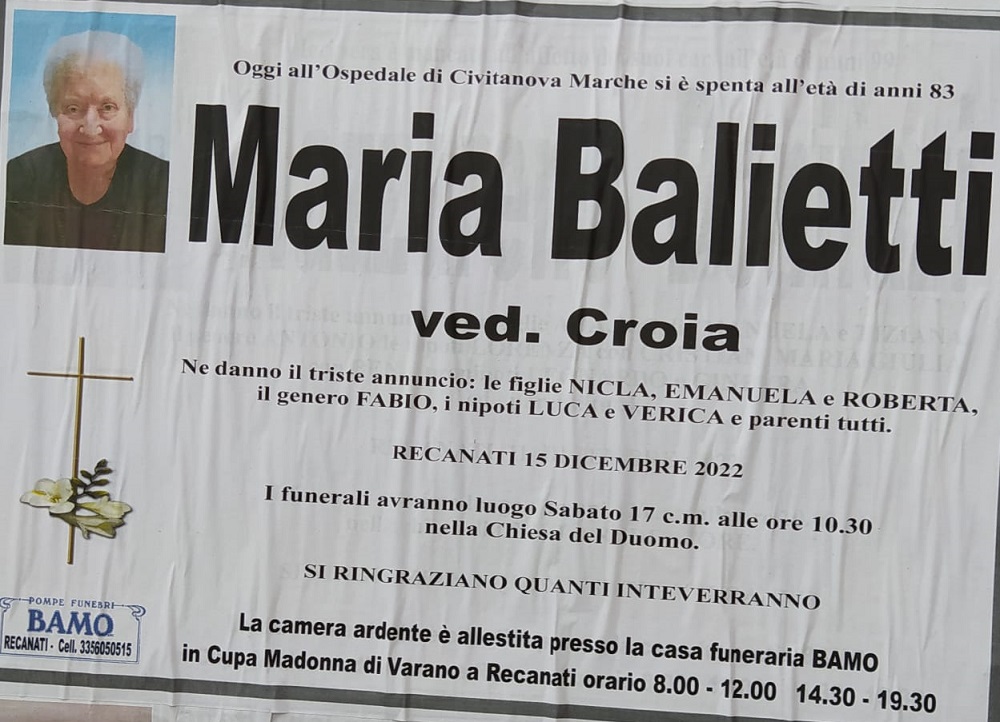 Oggi all'Ospedale di Civitanova Marche si è spenta all'età di anni 83
Maria Balietti
ved. Croia
Ne danno il triste annuncio: le figlie NICLA, EMANUELA e ROBERTA,
il genero FABIO, i nipoti LUCA e VERICA e parenti tutti.
RECANATI 15 DICEMBRE 2022
I funerali avranno luogo Sabato 17 c.m. alle ore 10.30
nella Chiesa del Duomo.
SI RINGRAZIANO QUANTI INTEVERRANNO
La camera ardente è allestita presso la casa funeraria BAMO
in Cupa Madonna di Varano a Recanati orario 8.00 - 12.00 14.30 - 19.30
POMPE FUNEBRI
BAMO
RECANATI - Cell. 3356050515